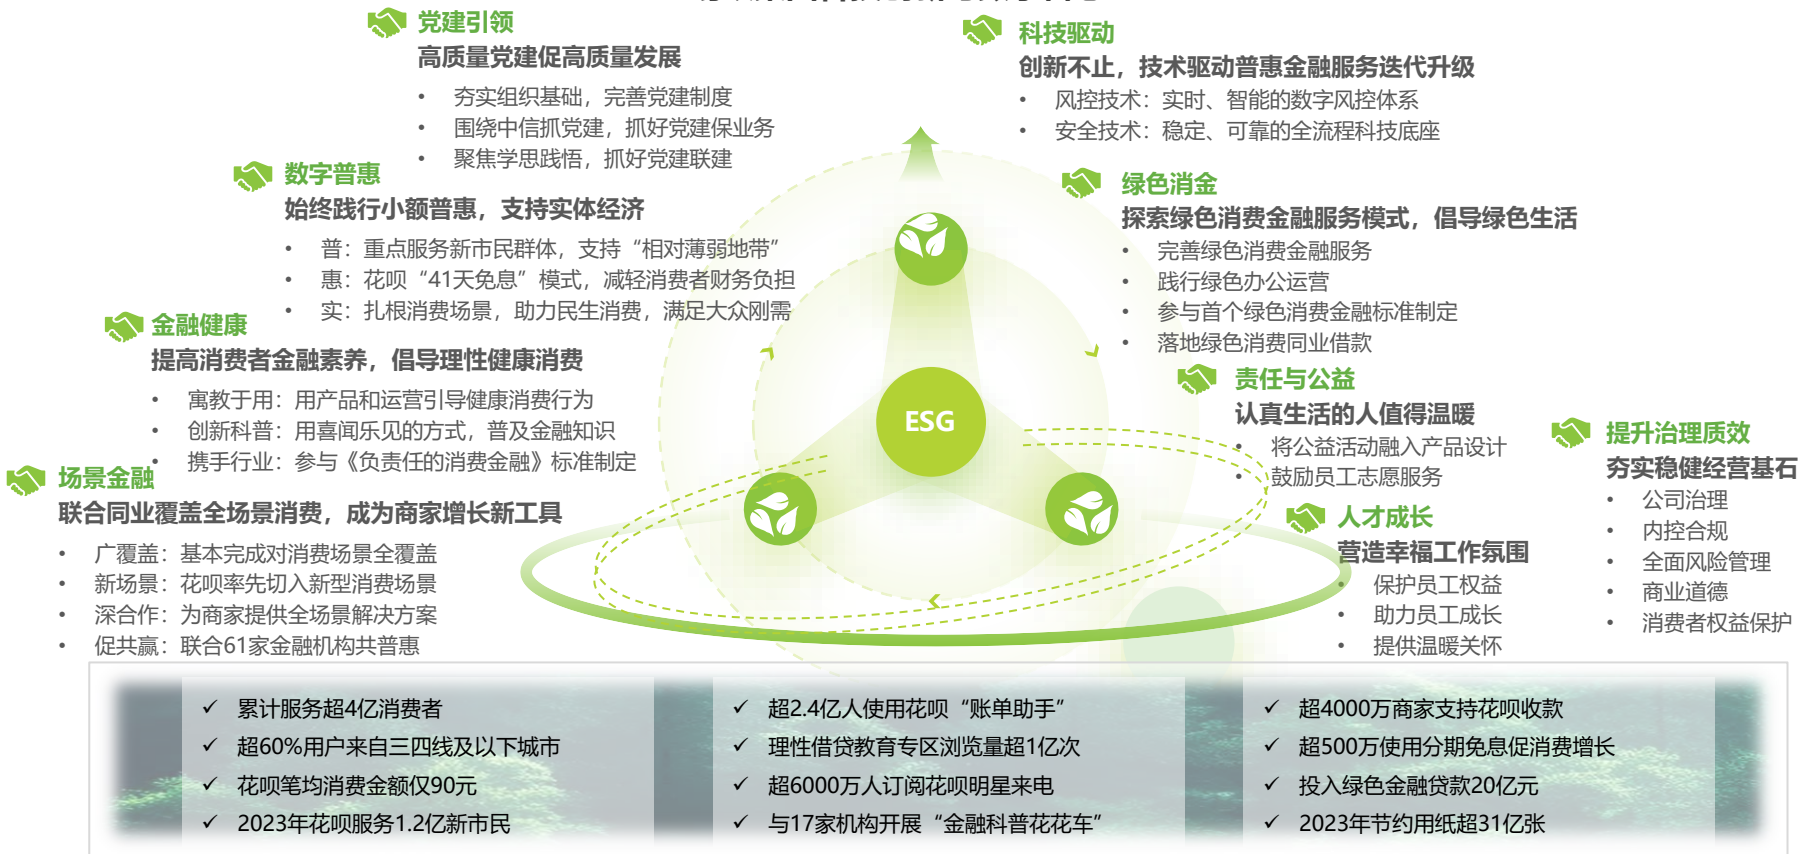 党建引领
高质量党建促高质量发展
• 夯实组织基础，完善党建制度
• 围绕中信抓党建，抓好党建保业务
• 聚焦学思践悟，抓好党建联建
数字普惠
始终践行小额普惠，支持实体经济
• 普：重点服务新市民群体，支持“相对薄弱地带”
• 惠：花呗“41天免息”模式，减轻消费者财务负担
• 实：扎根消费场景，助力民生消费，满足大众刚需
金融健康
提高消费者金融素养，倡导理性健康消费
• 寓教于用：用产品和运营引导健康消费行为
• 创新科普：用喜闻乐见的方式，普及金融知识
• 携手行业：参与《负责任的消费金融》标准制定
场景金融
联合同业覆盖全场景消费，成为商家增长新工具
• 广覆盖：基本完成对消费场景全覆盖
• 新场景：花呗率先切入新型消费场景
• 深合作：为商家提供全场景解决方案
• 促共赢：联合61家金融机构共普惠
科技驱动
创新不止，技术驱动普惠金融服务迭代升级
• 风控技术：实时、智能的数字风控体系
• 安全技术：稳定、可靠的全流程科技底座
绿色消金
探索绿色消费金融服务模式，倡导绿色生活
• 完善绿色消费金融服务
• 践行绿色办公运营
• 参与首个绿色消费金融标准制定
• 落地绿色消费同业借款
责任与公益
认真生活的人值得温暖
• 将公益活动融入产品设计
• 鼓励员工志愿服务
人才成长
营造幸福工作氛围
• 保护员工权益
• 助力员工成长
• 提供温暖关怀
提升治理质效
夯实稳健经营基石
• 公司治理
• 内控合规
• 全面风险管理
• 商业道德
• 消费者权益保护
ESG
✓ 累计服务超4亿消费者
✓ 超60%用户来自三四线及以下城市
✓ 花呗笔均消费金额仅90元
✓ 2023年花呗服务1.2亿新市民
✓ 超2.4亿人使用花呗“账单助手”
✓ 理性借贷教育专区浏览量超1亿次
✓ 超6000万人订阅花呗明星来电
✓ 与17家机构开展“金融科普花花车”
✓ 超4000万商家支持花呗收款
✓ 超500万使用分期免息促消费增长
✓ 投入绿色金融贷款20亿元
✓ 2023年节约用纸超31亿张